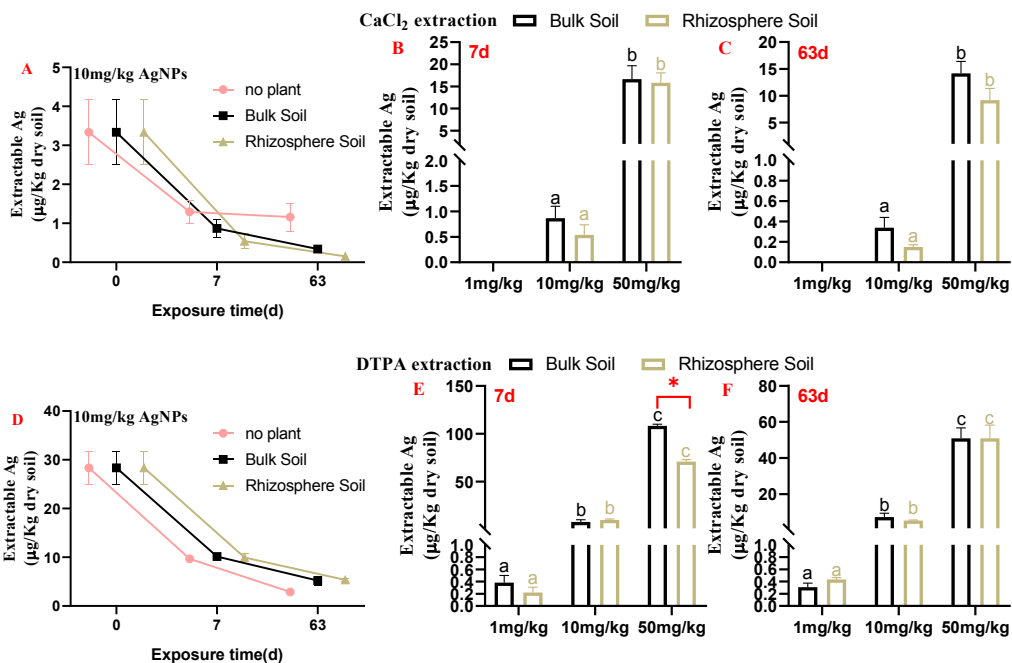 CaCl₂ extraction Bulk Soil Rhizosphere Soil
A
10mg/kg AgNPs
no plant
Bulk Soil
Rhizosphere Soil
Extractable Ag
(µg/Kg dry soil)
5
4
3
2
1
0
0 7 63
Exposure time(d)
B
7d
Extractable Ag
(µg/Kg dry soil)
25
20
15
10
5
2.0
1.5
1.0
0.5
0.0
a a b b
1mg/kg 10mg/kg 50mg/kg
C
63d
Extractable Ag
(µg/Kg dry soil)
20
15
10
5
1.0
0.8
0.6
0.4
0.2
0.0
a a b b
1mg/kg 10mg/kg 50mg/kg
DTPA extraction Bulk Soil Rhizosphere Soil
D
10mg/kg AgNPs
no plant
Bulk Soil
Rhizosphere Soil
Extractable Ag
(µg/Kg dry soil)
40
30
20
10
0
0 7 63
Exposure time(d)
E
7d
*
Extractable Ag
(µg/Kg dry soil)
150
100
50
1.0
0.8
0.6
0.4
0.2
0.0
a a b b c c
1mg/kg 10mg/kg 50mg/kg
F
63d
Extractable Ag
(µg/Kg dry soil)
80
60
40
20
1.0
0.8
0.6
0.4
0.2
0.0
a a b b c c
1mg/kg 10mg/kg 50mg/kg